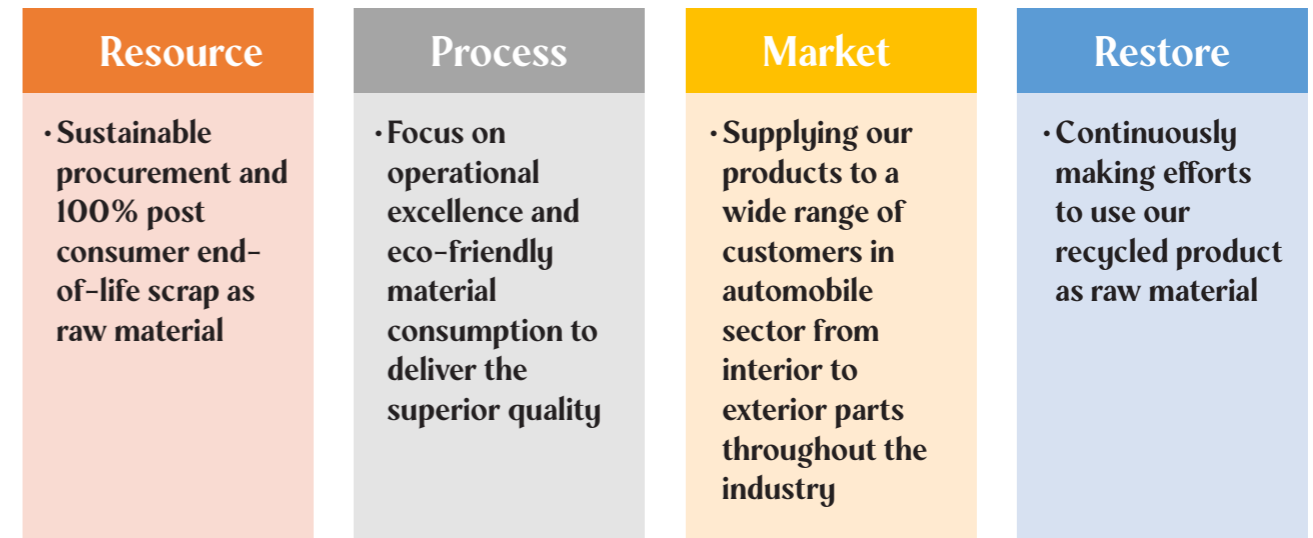 Resource
· Sustainable
procurement and
100% post
consumer end-
of-life scrap as
raw material
Process
· Focus on
operational
excellence and
eco-friendly
material
consumption to
deliver the
superior quality
Market
· Supplying our
products to a
wide range of
customers in
automobile
sector from
interior to
exterior parts
throughout the
industry
Restore
· Continuously
making efforts
to use our
recycled product
as raw material